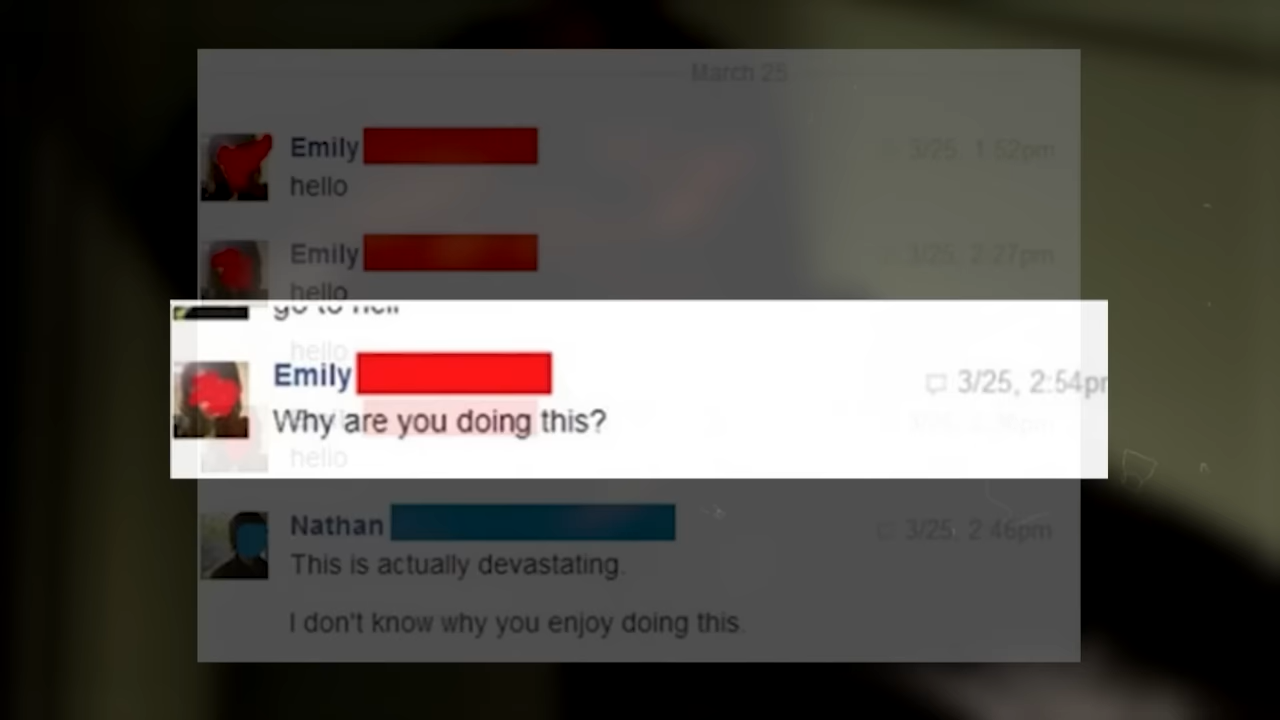 March 25
Emily
3/25, 1:52pm
hello
Emily
3/25, 2:27pm
hello
go to hell
hello
Emily
3/25, 2:54pm
Why are you doing this?
hello
Nathan
3/25, 2:46pm
This is actually devastating.
I don't know why you enjoy doing this.